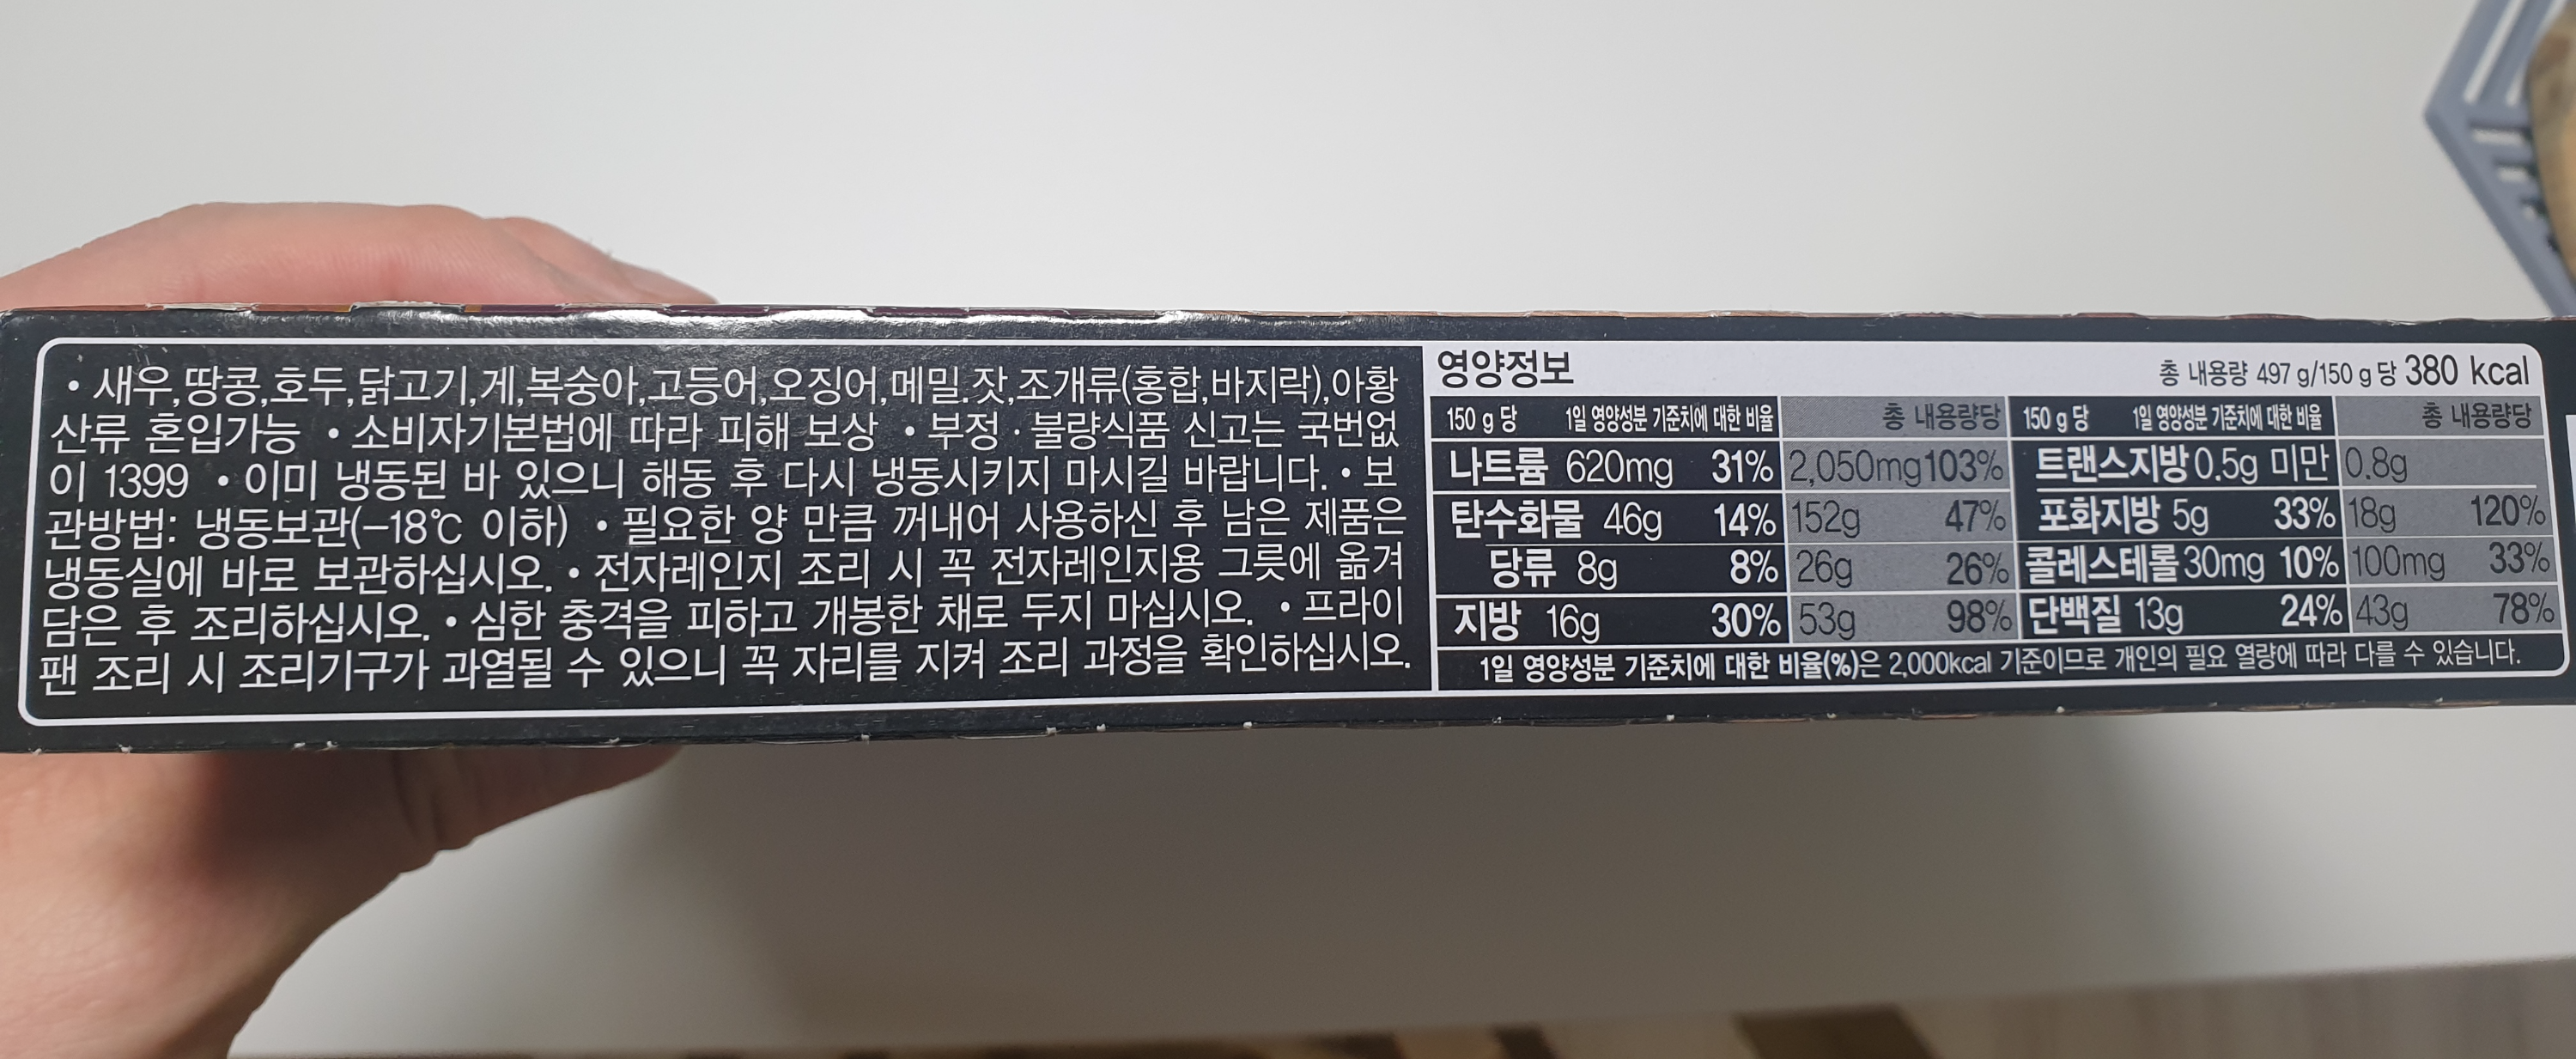 • 새우,땅콩,호두,닭고기,게,복숭아,고등어,오징어,메밀.잣,조개류(홍합,바지락),아황
산류 혼입가능 • 소비자기본법에 따라 피해 보상 • 부정 · 불량식품 신고는 국번없
이 1399 • 이미 냉동된 바 있으니 해동 후 다시 냉동시키지 마시길 바랍니다. • 보
관방법: 냉동보관(-18℃ 이하) • 필요한 양 만큼 꺼내어 사용하신 후 남은 제품은
냉동실에 바로 보관하십시오. • 전자레인지 조리 시 꼭 전자레인지용 그릇에 옮겨
담은 후 조리하십시오. • 심한 충격을 피하고 개봉한 채로 두지 마십시오. • 프라이
팬 조리 시 조리기구가 과열될 수 있으니 꼭 자리를 지켜 조리 과정을 확인하십시오.
영양정보 총 내용량 497 g/150 g 당 380 kcal
150 g 당 1일 영양성분 기준치에 대한 비율 총 내용량당 150 g 당 1일 영양성분 기준치에 대한 비율 총 내용량당
나트륨 620mg 31% 2,050mg 103% 트랜스지방 0.5g 미만 0.8g
탄수화물 46g 14% 152g 47% 포화지방 5g 33% 18g 120%
당류 8g 8% 26g 26% 콜레스테롤 30mg 10% 100mg 33%
지방 16g 30% 53g 98% 단백질 13g 24% 43g 78%
1일 영양성분 기준치에 대한 비율(%)은 2,000kcal 기준이므로 개인의 필요 열량에 따라 다를 수 있습니다.